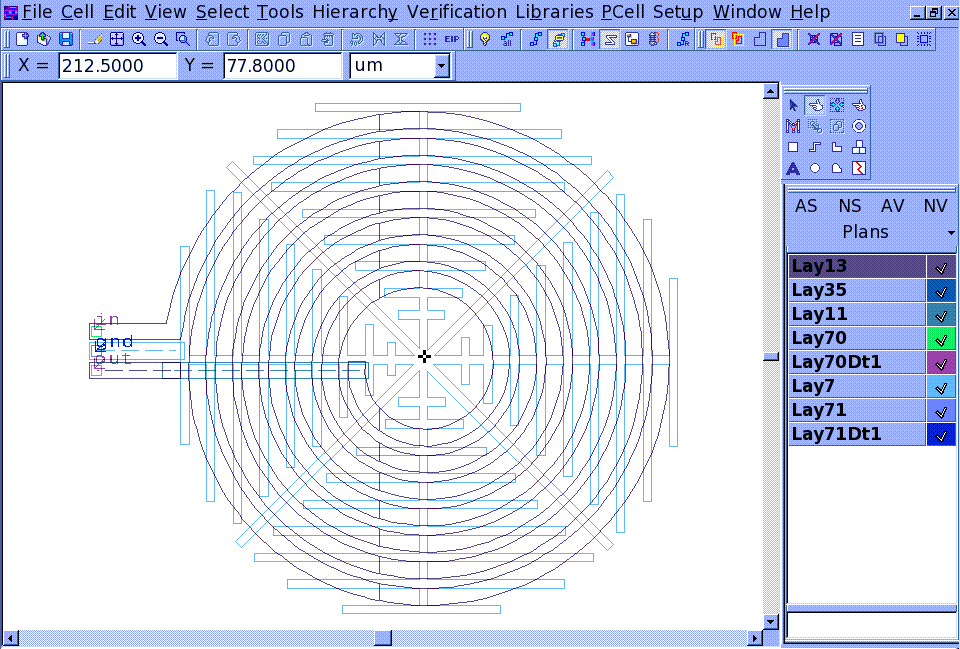 File Cell Edit View Select Tools Hierarchy Verification Libraries PCell Setup Window Help
EIP
X = 212.5000 Y = 77.8000 um
AS NS AV NV
Plans
Lay13
Lay35
Lay11
Lay70
Lay70Dt1
Lay7
Lay71
Lay71Dt1
in
gnd
out